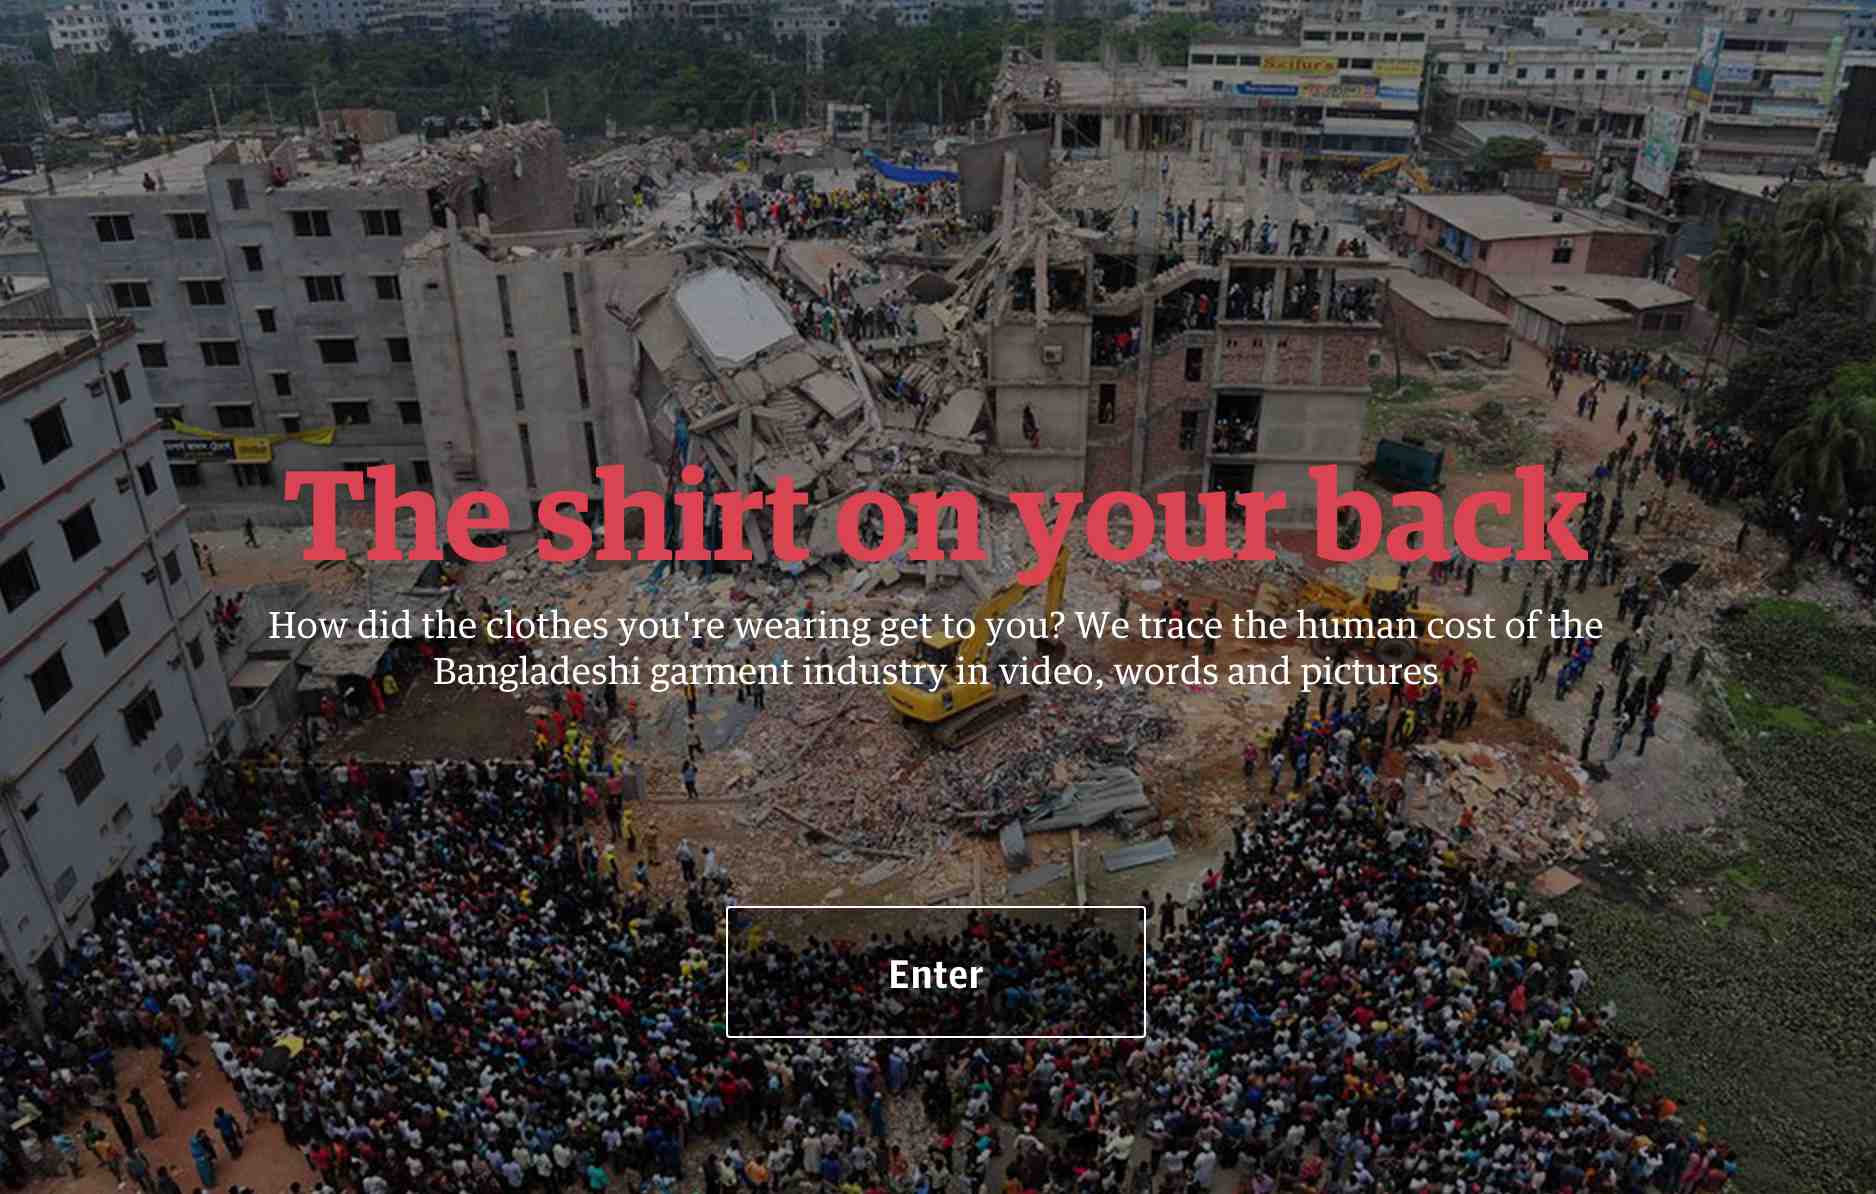 Saifur's
The shirt on your back
How did the clothes you're wearing get to you? We trace the human cost of the
Bangladeshi garment industry in video, words and pictures
Enter